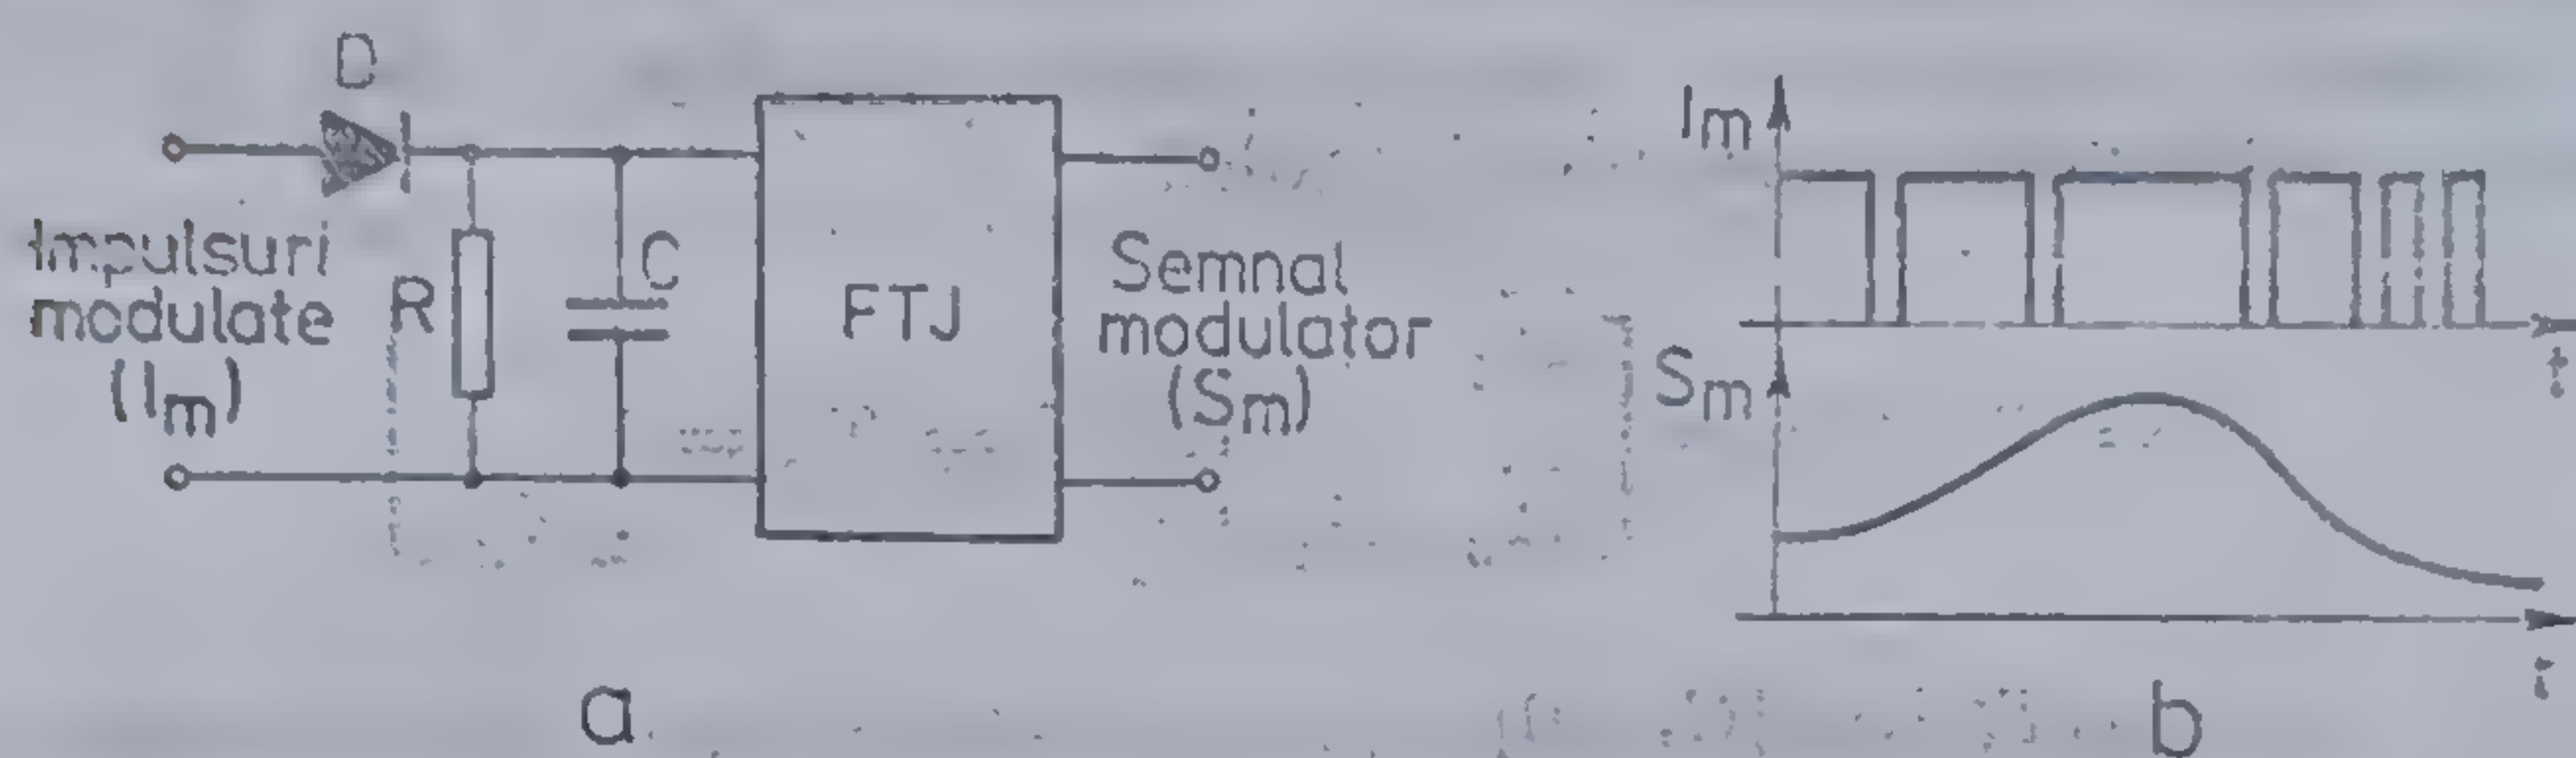 D
Impulsuri
modulate
(Im)
R
C
FTJ
Semnal
modulator
(Sm)
a
Im
t
Sm
t
b